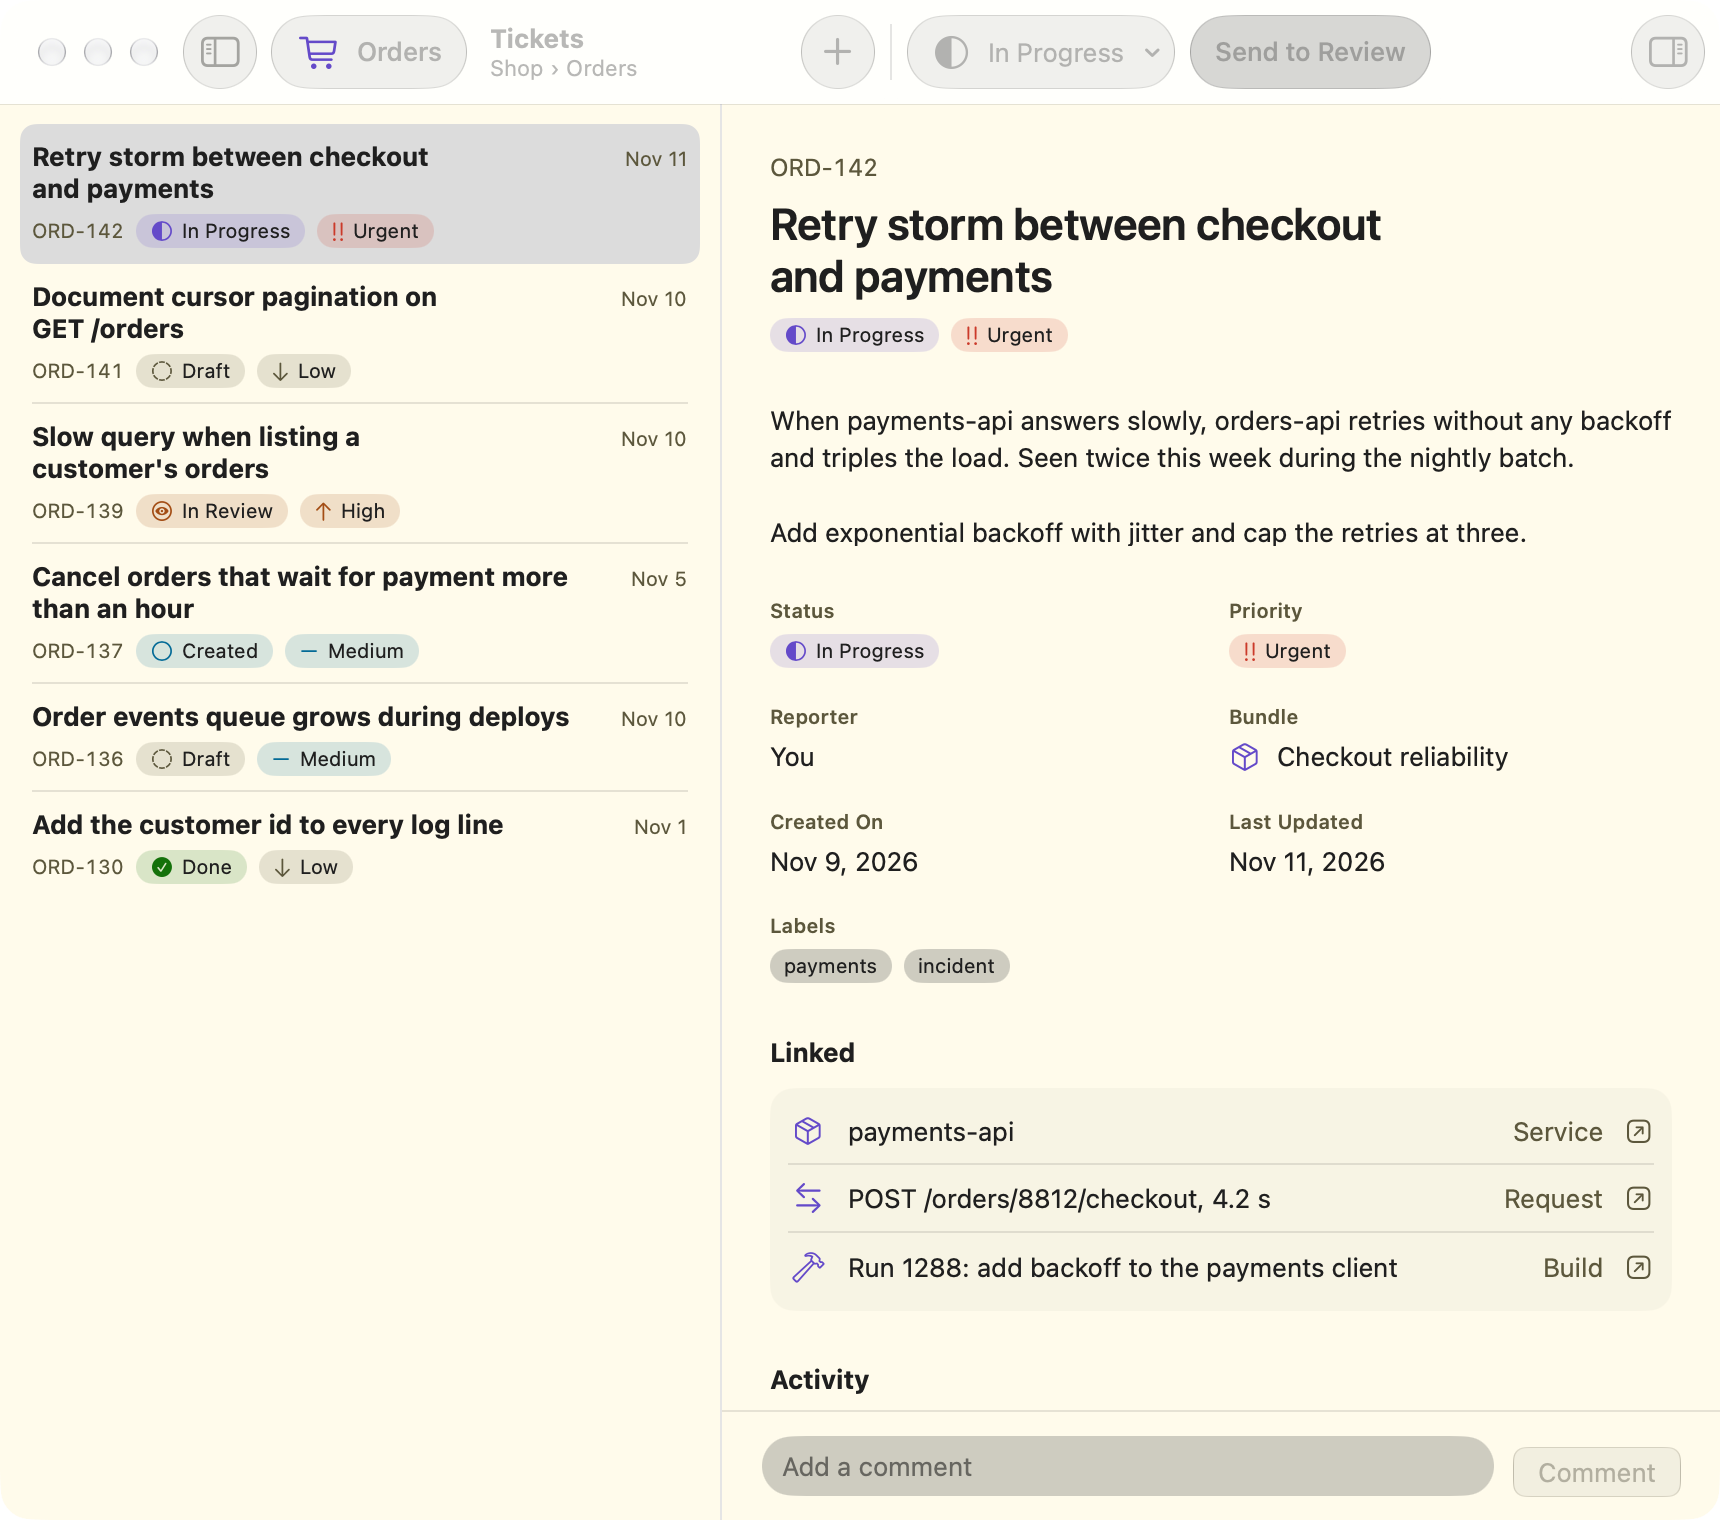 Orders
Tickets
Shop › Orders
In Progress
Send to Review
Retry storm between checkout
and payments
Nov 11
ORD-142
In Progress
!! Urgent
Document cursor pagination on
GET /orders
Nov 10
ORD-141
Draft
Low
Slow query when listing a
customer's orders
Nov 10
ORD-139
In Review
High
Cancel orders that wait for payment more
than an hour
Nov 5
ORD-137
Created
Medium
Order events queue grows during deploys
Nov 10
ORD-136
Draft
Medium
Add the customer id to every log line
Nov 1
ORD-130
Done
Low
ORD-142
Retry storm between checkout
and payments
In Progress
!! Urgent
When payments-api answers slowly, orders-api retries without any backoff
and triples the load. Seen twice this week during the nightly batch.
Add exponential backoff with jitter and cap the retries at three.
Status
In Progress
Priority
!! Urgent
Reporter
You
Bundle
Checkout reliability
Created On
Nov 9, 2026
Last Updated
Nov 11, 2026
Labels
payments
incident
Linked
payments-api
Service
POST /orders/8812/checkout, 4.2 s
Request
Run 1288: add backoff to the payments client
Build
Activity
Add a comment
Comment